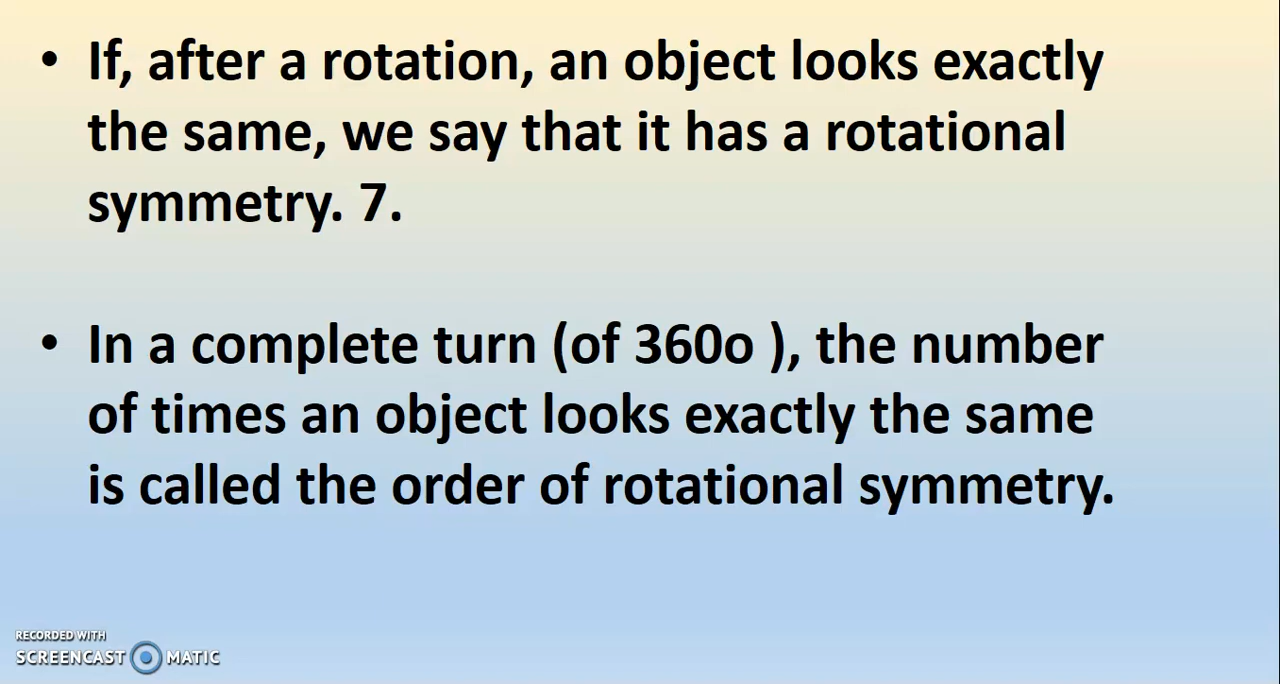 • If, after a rotation, an object looks exactly
the same, we say that it has a rotational
symmetry. 7.
• In a complete turn (of 360o ), the number
of times an object looks exactly the same
is called the order of rotational symmetry.
RECORDED WITH
SCREENCAST MATIC